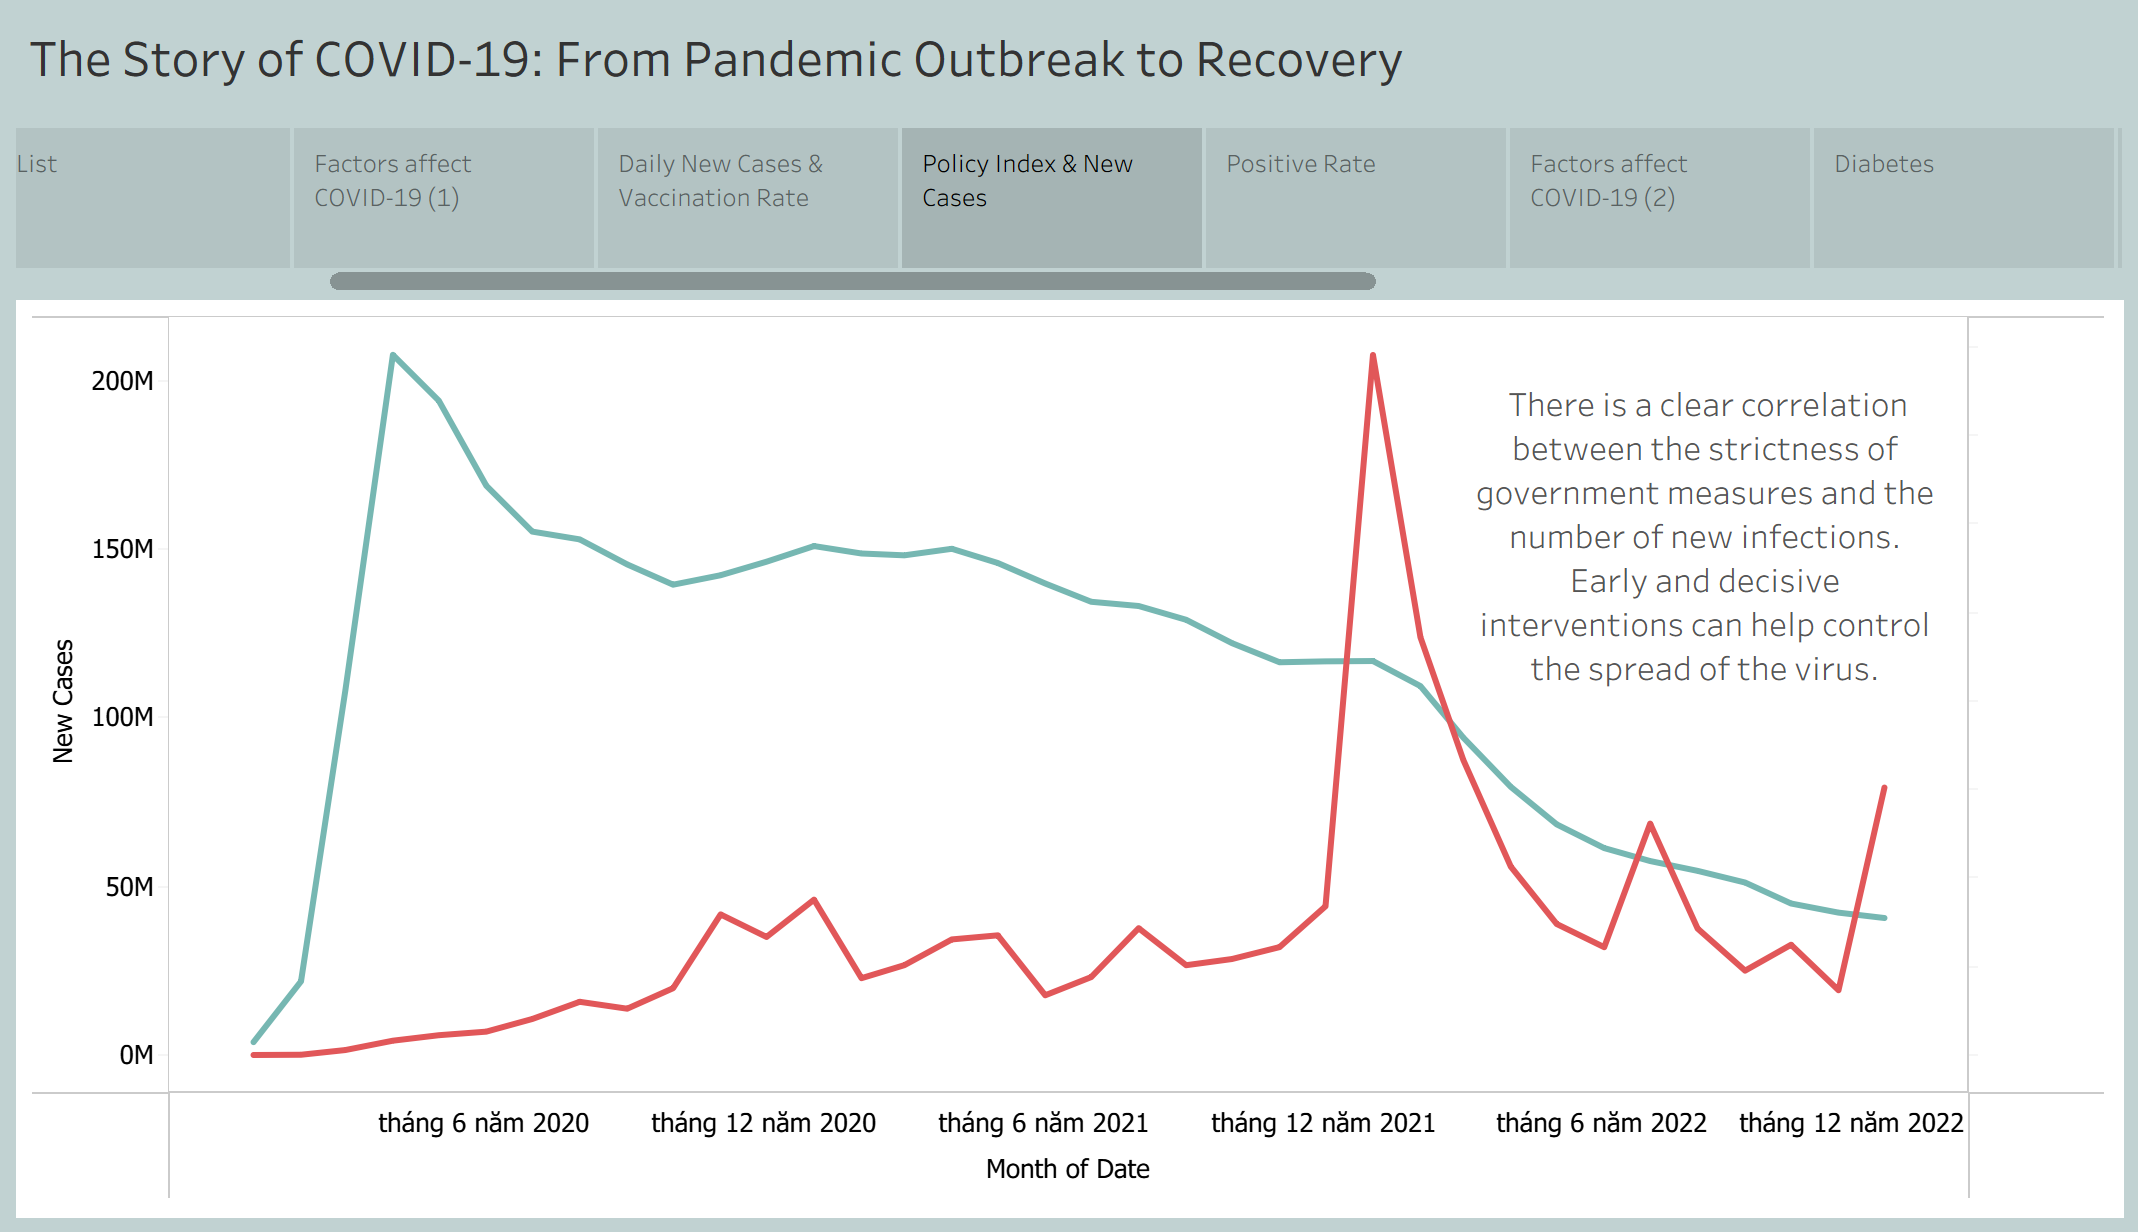 The Story of COVID-19: From Pandemic Outbreak to Recovery
List
Factors affect
COVID-19 (1)
Daily New Cases &
Vaccination Rate
Policy Index & New
Cases
Positive Rate
Factors affect
COVID-19 (2)
Diabetes
200M
150M
100M
50M
0M
New Cases
There is a clear correlation
between the strictness of
government measures and the
number of new infections.
Early and decisive
interventions can help control
the spread of the virus.
tháng 6 năm 2020
tháng 12 năm 2020
tháng 6 năm 2021
tháng 12 năm 2021
tháng 6 năm 2022
tháng 12 năm 2022
Month of Date